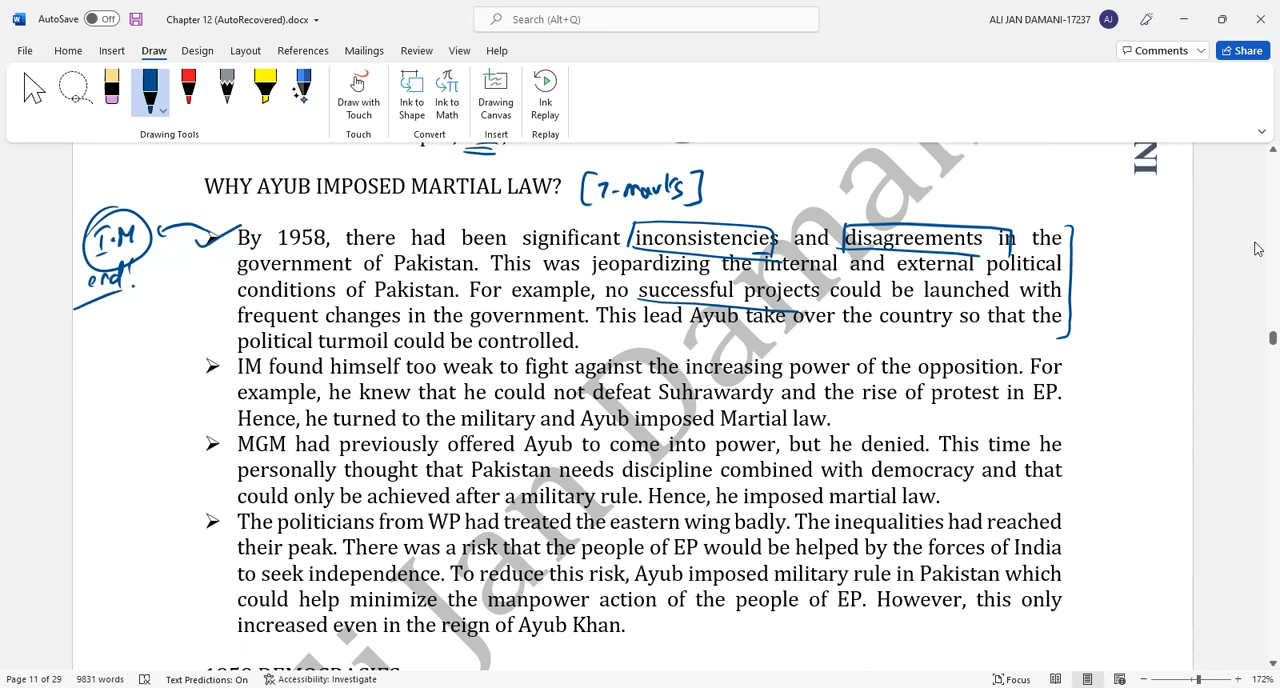 AutoSave Off Chapter 12 (AutoRecovered).docx Search (Alt+Q) ALI JAN DAMANI-17237 AJ
File Home Insert Draw Design Layout References Mailings Review View Help Comments Share
Draw with Touch Ink to Shape Ink to Math Drawing Canvas Ink Replay
Drawing Tools Touch Convert Insert Replay
IN
WHY AYUB IMPOSED MARTIAL LAW? [7-marks]
I.M
end!
➢ By 1958, there had been significant inconsistencies and disagreements in the
government of Pakistan. This was jeopardizing the internal and external political
conditions of Pakistan. For example, no successful projects could be launched with
frequent changes in the government. This lead Ayub take over the country so that the
political turmoil could be controlled.
➢ IM found himself too weak to fight against the increasing power of the opposition. For
example, he knew that he could not defeat Suhrawardy and the rise of protest in EP.
Hence, he turned to the military and Ayub imposed Martial law.
➢ MGM had previously offered Ayub to come into power, but he denied. This time he
personally thought that Pakistan needs discipline combined with democracy and that
could only be achieved after a military rule. Hence, he imposed martial law.
➢ The politicians from WP had treated the eastern wing badly. The inequalities had reached
their peak. There was a risk that the people of EP would be helped by the forces of India
to seek independence. To reduce this risk, Ayub imposed military rule in Pakistan which
could help minimize the manpower action of the people of EP. However, this only
increased even in the reign of Ayub Khan.
Ali Jan Damani
Page 11 of 29 9831 words Text Predictions: On Accessibility: Investigate Focus 172%